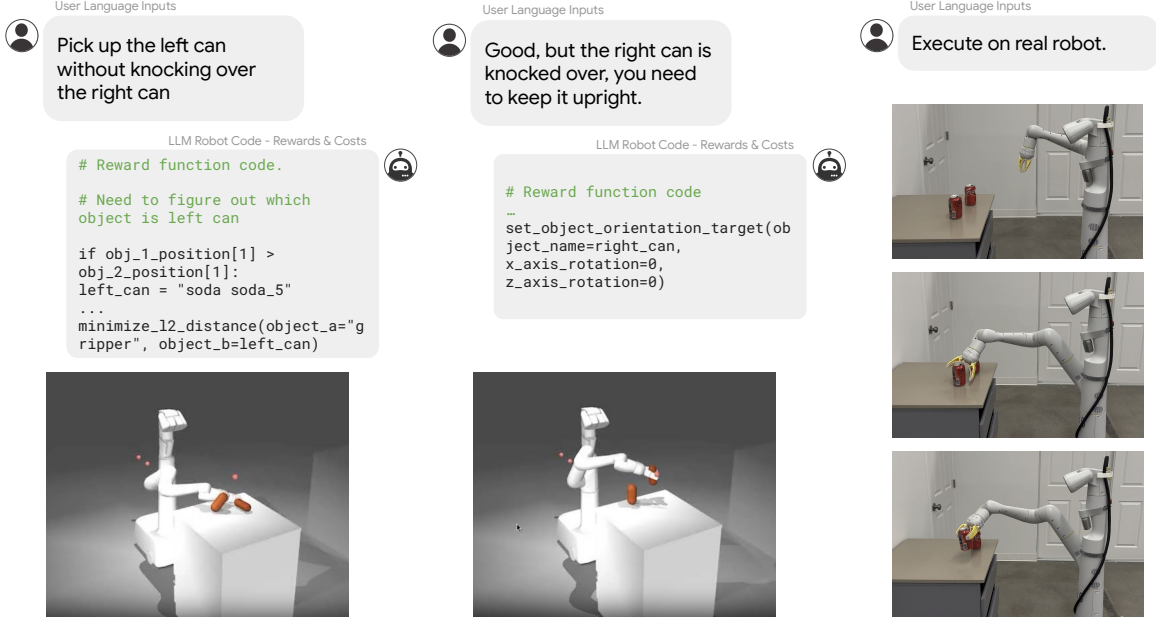 User Language Inputs
Pick up the left can
without knocking over
the right can
LLM Robot Code - Rewards & Costs
# Reward function code.
# Need to figure out which
object is left can
if obj_1_position[1] >
obj_2_position[1]:
left_can = "soda soda_5"
...
minimize_l2_distance(object_a="g
ripper", object_b=left_can)
User Language Inputs
Good, but the right can is
knocked over, you need
to keep it upright.
LLM Robot Code - Rewards & Costs
# Reward function code
…
set_object_orientation_target(ob
ject_name=right_can,
x_axis_rotation=0,
z_axis_rotation=0)
User Language Inputs
Execute on real robot.